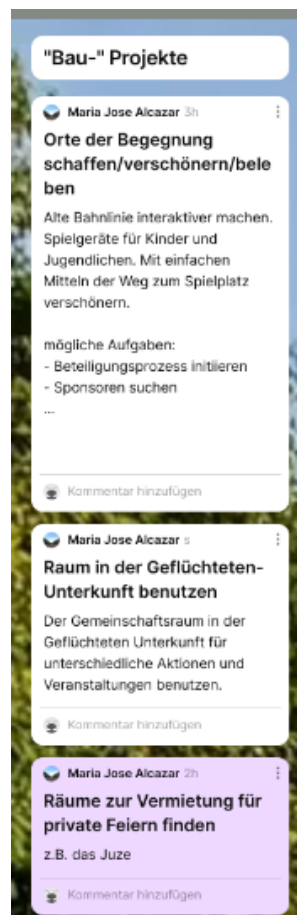 "Bau-" Projekte
Maria Jose Alcazar 3h
Orte der Begegnung
schaffen/verschönern/bele
ben
Alte Bahnlinie interaktiver machen.
Spielgeräte für Kinder und
Jugendlichen. Mit einfachen
Mitteln der Weg zum Spielplatz
verschönern.
mögliche Aufgaben:
- Beteiligungsprozess initiieren
- Sponsoren suchen
...
Kommentar hinzufügen
Maria Jose Alcazar s
Raum in der Geflüchteten-
Unterkunft benutzen
Der Gemeinschaftsraum in der
Geflüchteten Unterkunft für
unterschiedliche Aktionen und
Veranstaltungen benutzen.
Kommentar hinzufügen
Maria Jose Alcazar 2h
Räume zur Vermietung für
private Feiern finden
z.B. das Juze
Kommentar hinzufügen